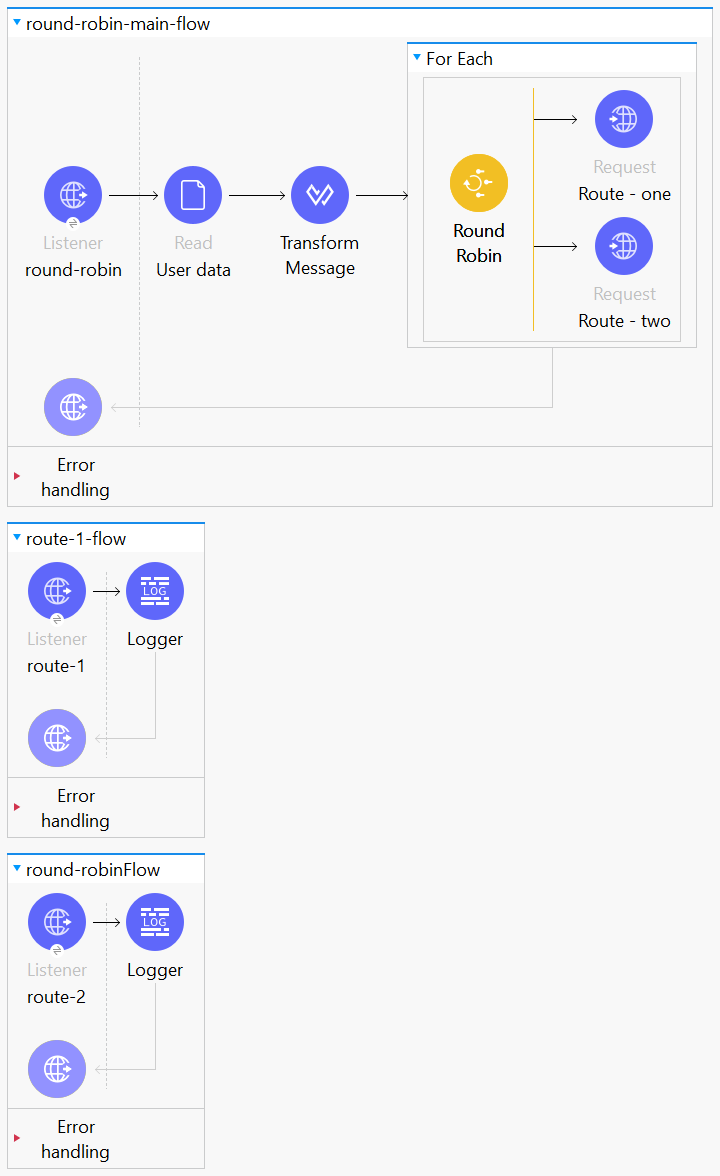 round-robin-main-flow
For Each
Listener
round-robin
Read
User data
Transform
Message
Round
Robin
Request
Route - one
Request
Route - two
Error
handling
route-1-flow
Listener
route-1
LOG
Logger
Error
handling
round-robinFlow
Listener
route-2
LOG
Logger
Error
handling